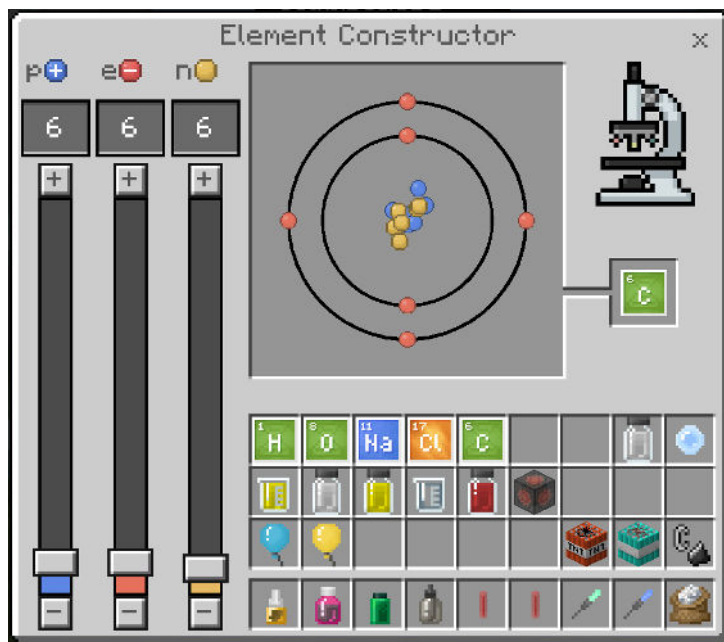 Element Constructor
x
p+ e- n
6 6 6
+ + +
6
C
- - -
1 H 8 O 11 Na 17 Cl 6 C
TNT TNT